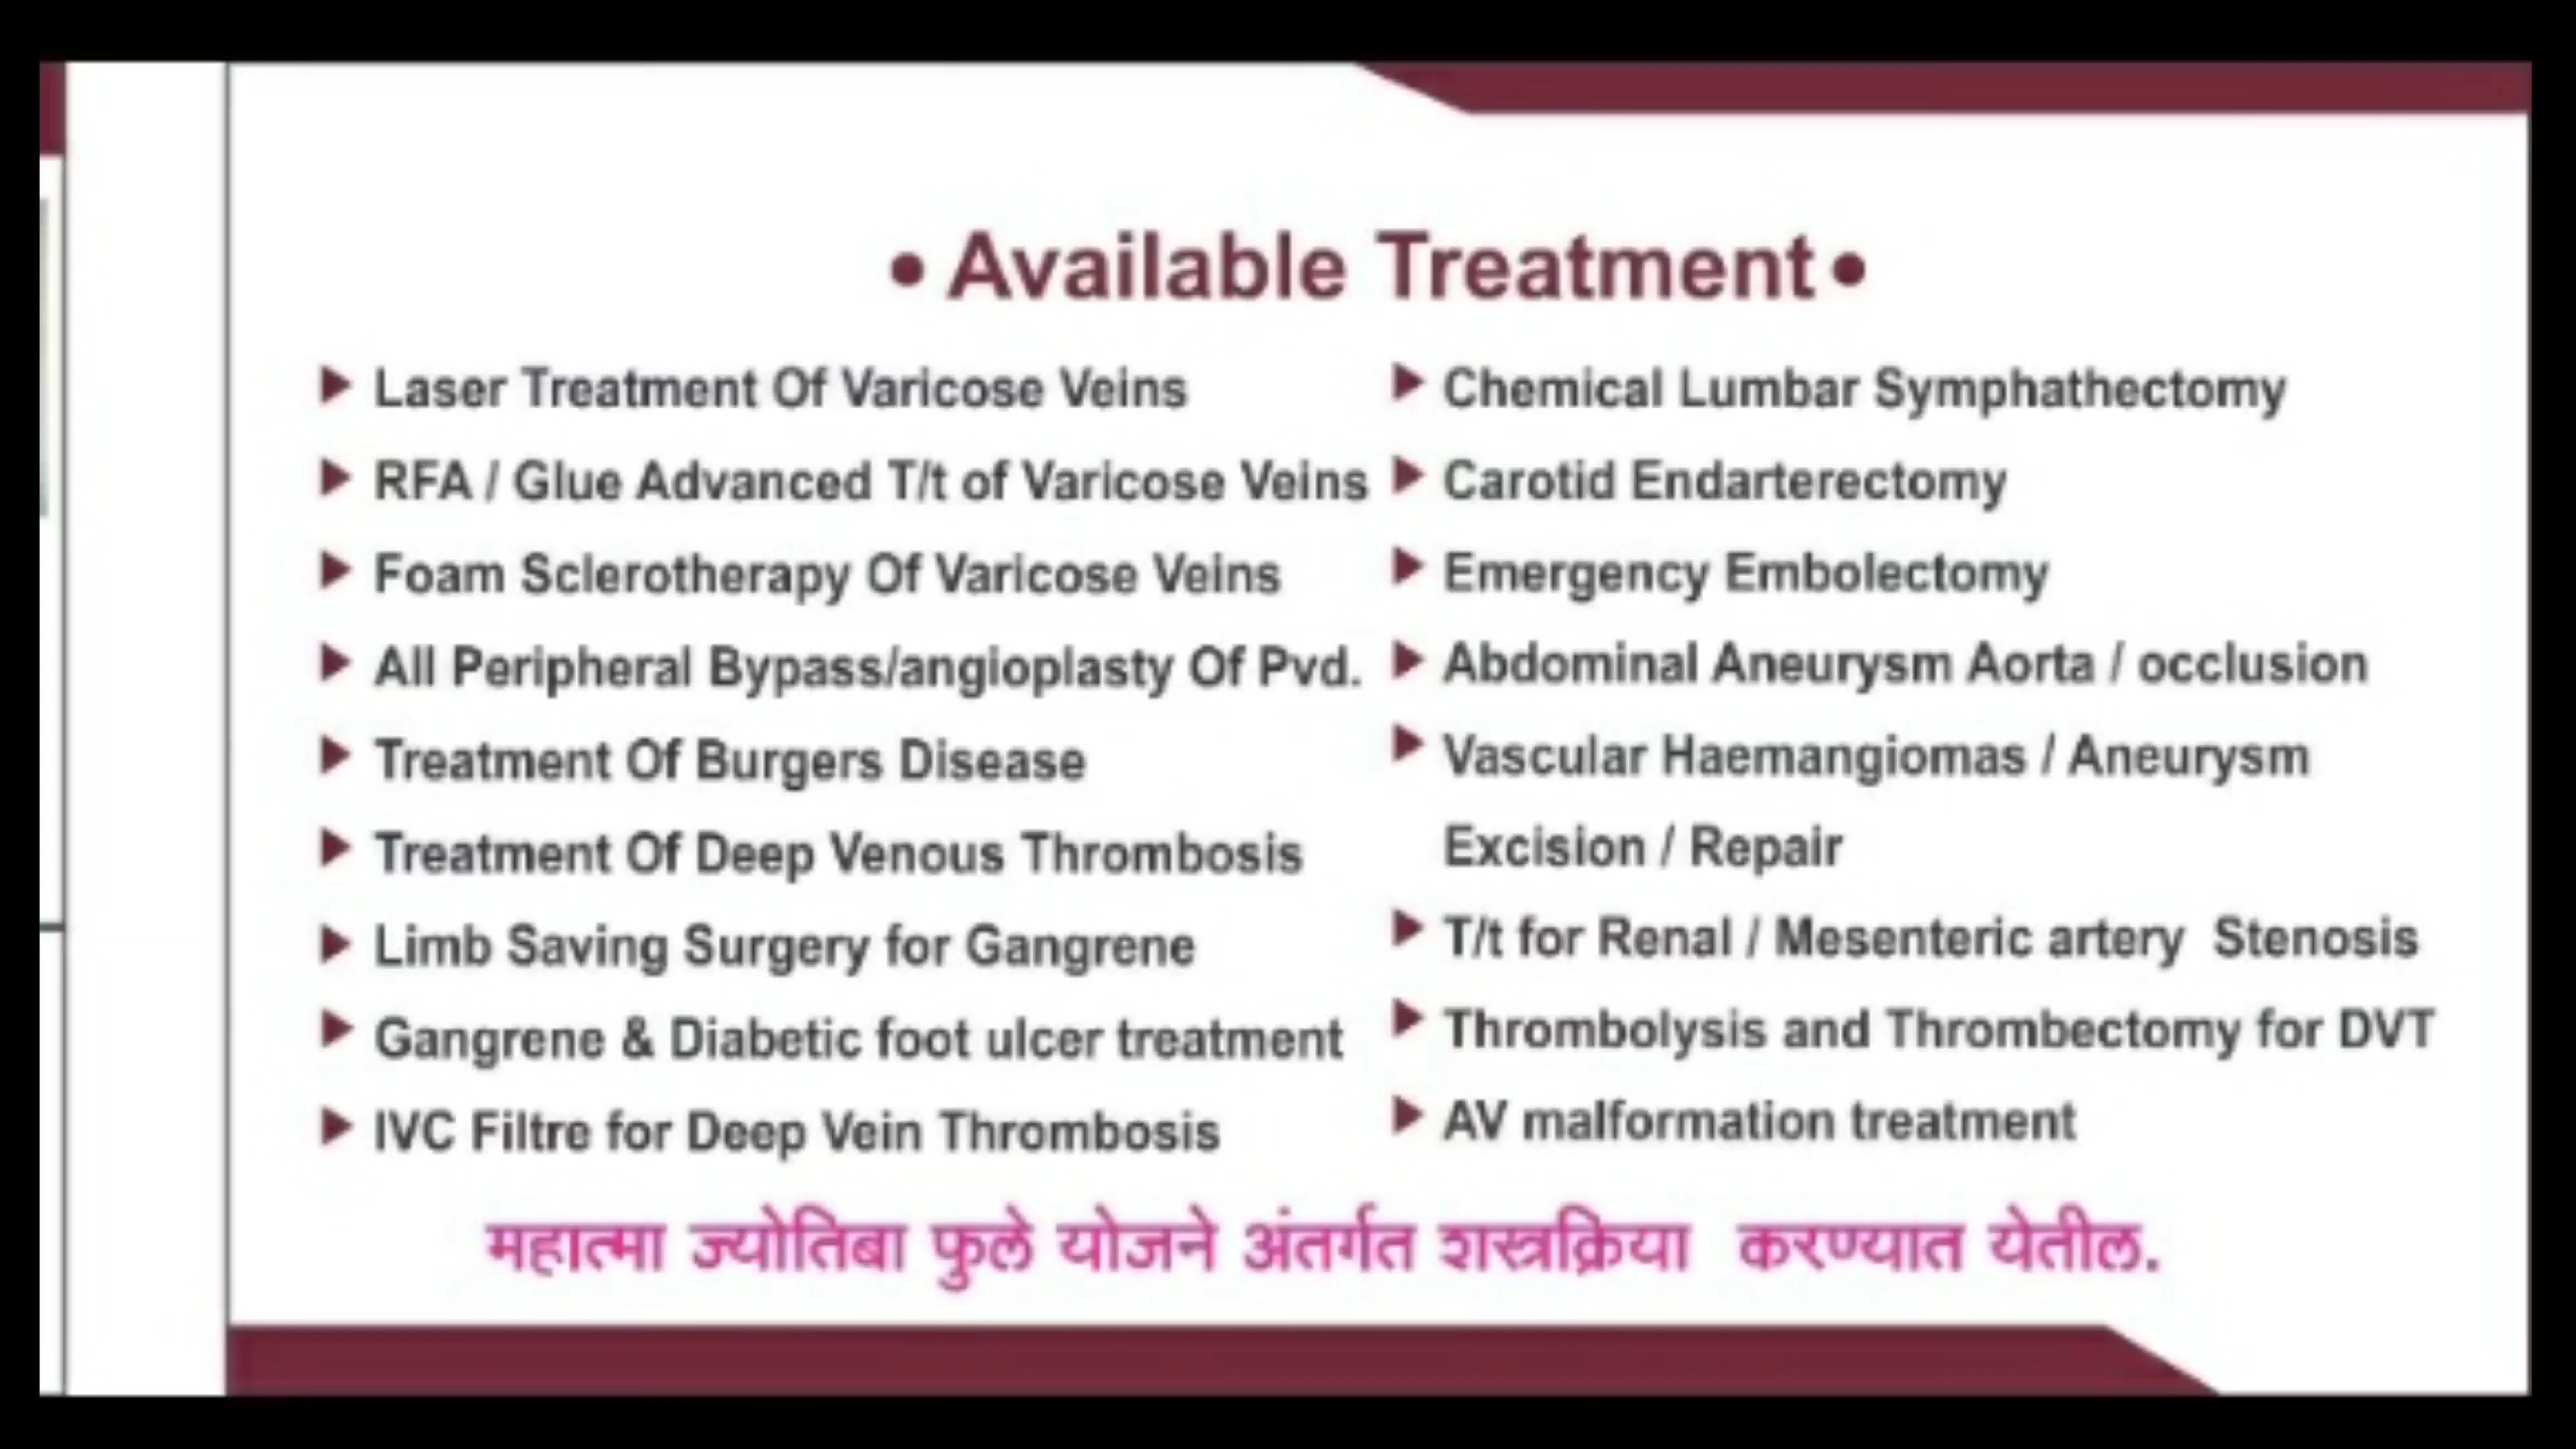 • Available Treatment •
Laser Treatment Of Varicose Veins
RFA / Glue Advanced T/t of Varicose Veins
Foam Sclerotherapy Of Varicose Veins
All Peripheral Bypass/angioplasty Of Pvd.
Treatment Of Burgers Disease
Treatment Of Deep Venous Thrombosis
Limb Saving Surgery for Gangrene
Gangrene & Diabetic foot ulcer treatment
IVC Filtre for Deep Vein Thrombosis
Chemical Lumbar Symphathectomy
Carotid Endarterectomy
Emergency Embolectomy
Abdominal Aneurysm Aorta / occlusion
Vascular Haemangiomas / Aneurysm
Excision / Repair
T/t for Renal / Mesenteric artery Stenosis
Thrombolysis and Thrombectomy for DVT
AV malformation treatment
महात्मा ज्योतिबा फुले योजने अंतर्गत शस्त्रक्रिया करण्यात येतील.